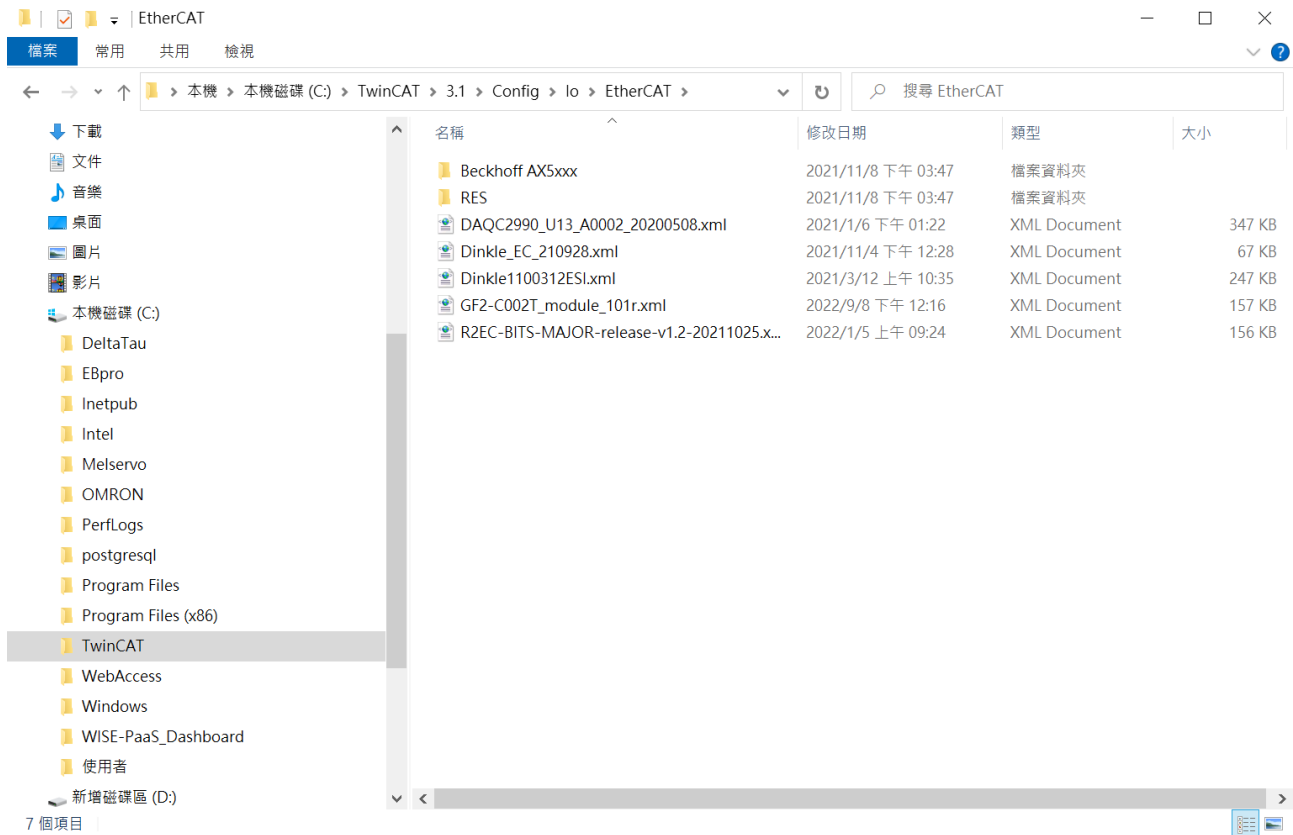 EtherCAT
檔案 常用 共用 檢視
本機 本機磁碟 (C:) TwinCAT 3.1 Config Io EtherCAT 搜尋 EtherCAT
下載
文件
音樂
桌面
圖片
影片
本機磁碟 (C:)
DeltaTau
EBpro
Inetpub
Intel
Melservo
OMRON
PerfLogs
postgresql
Program Files
Program Files (x86)
TwinCAT
WebAccess
Windows
WISE-PaaS_Dashboard
使用者
新增磁碟區 (D:)
名稱 修改日期 類型 大小
Beckhoff AX5xxx 2021/11/8 下午 03:47 檔案資料夾
RES 2021/11/8 下午 03:47 檔案資料夾
DAQC2990_U13_A0002_20200508.xml 2021/1/6 下午 01:22 XML Document 347 KB
Dinkle_EC_210928.xml 2021/11/4 下午 12:28 XML Document 67 KB
Dinkle1100312ESI.xml 2021/3/12 上午 10:35 XML Document 247 KB
GF2-C002T_module_101r.xml 2022/9/8 下午 12:16 XML Document 157 KB
R2EC-BITS-MAJOR-release-v1.2-20211025.x... 2022/1/5 上午 09:24 XML Document 156 KB
7 個項目